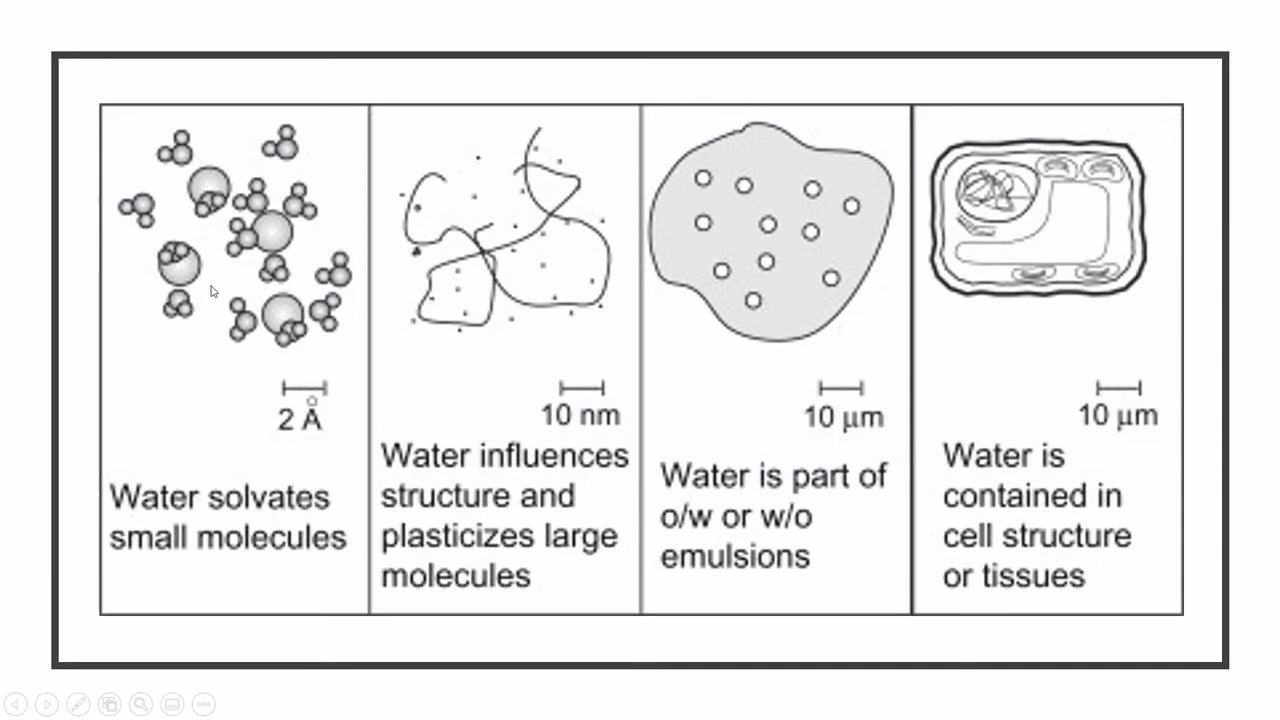 2 Å
Water solvates
small molecules
10 nm
Water influences
structure and
plasticizes large
molecules
10 μm
Water is part of
o/w or w/o
emulsions
10 μm
Water is
contained in
cell structure
or tissues